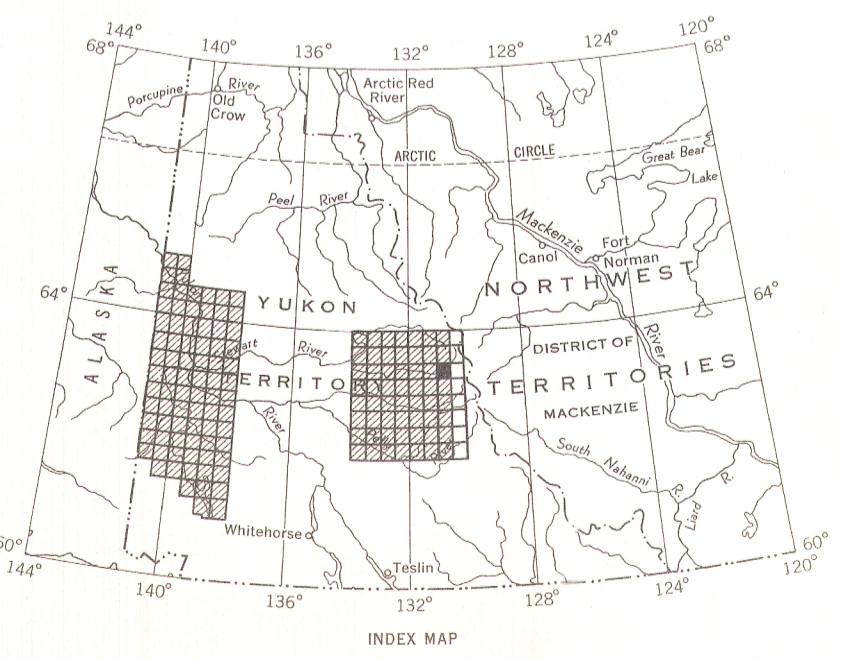 144°
140°
136°
132°
128°
124°
120°
68°
68°
Porcupine
River
Old
Crow
Arctic Red
River
ARCTIC
CIRCLE
Great Bear
Lake
Peel
River
Mackenzie
Canol
Fort
Norman
64°
ALASKA
YUKON
NORTHWEST
64°
Stewart
River
DISTRICT OF
River
TERRITORY
TERRITORIES
MACKENZIE
River
Pelly
River
South
Nahanni
R.
Liard
R.
Whitehorse
Teslin
60°
60°
144°
140°
136°
132°
128°
124°
120°
INDEX MAP